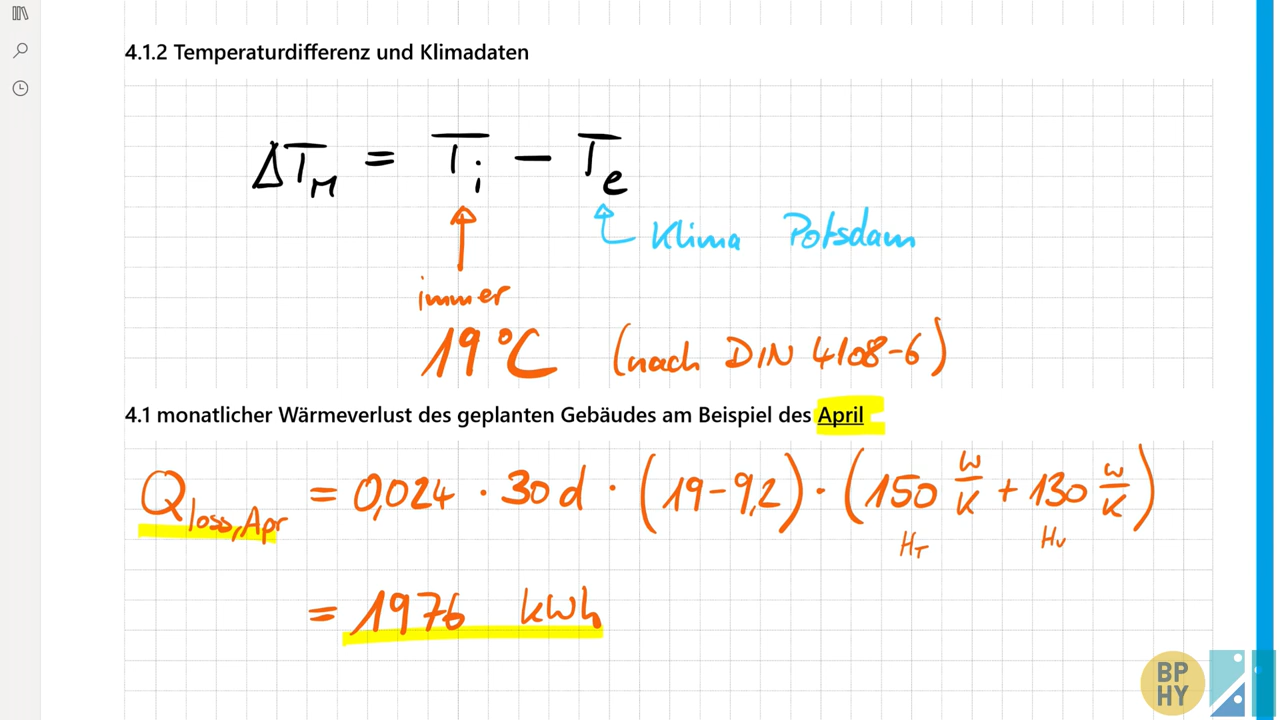 4.1.2 Temperaturdifferenz und Klimadaten
ΔT_M = T̅_i − T̅_e
Klima Potsdam
immer
19°C (nach DIN 4108-6)
4.1 monatlicher Wärmeverlust des geplanten Gebäudes am Beispiel des April
Q_loss,Apr = 0,024 · 30 d · (19 − 9,2) · (150 W/K + 130 W/K)
H_T H_V
= 1976 kWh
BP
HY